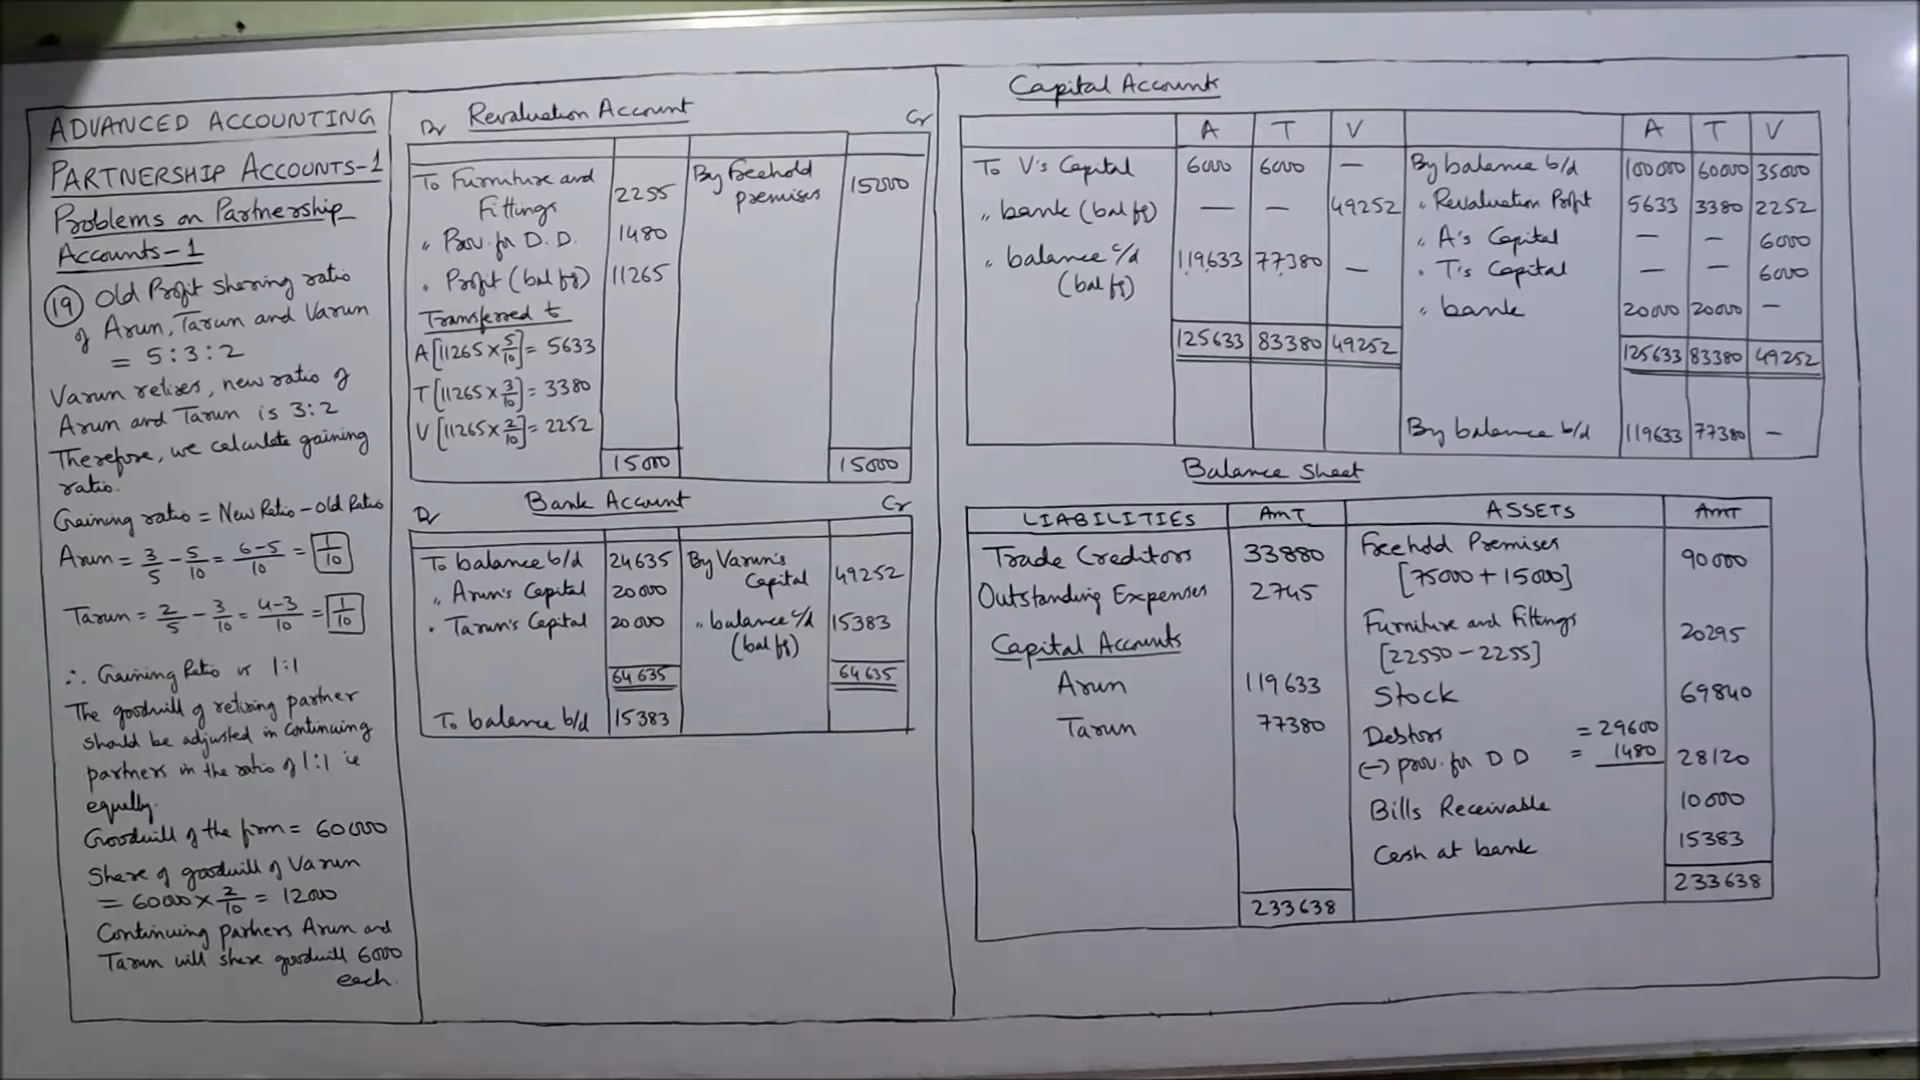 ADVANCED ACCOUNTING
PARTNERSHIP ACCOUNTS-1
Problems on Partnership
Accounts-1
(19) Old Profit sharing ratio
of Arun, Tarun and Varun
= 5:3:2
Varun retires, new ratio of
Arun and Tarun is 3:2
Therefore, we calculate gaining
ratio.
Gaining ratio = New Ratio - Old Ratio
Arun = 3/5 - 5/10 = 6-5/10 = 1/10
Tarun = 2/5 - 3/10 = 4-3/10 = 1/10
∴ Gaining Ratio is 1:1
The goodwill of retiring partner
should be adjusted in continuing
partners in the ratio of 1:1 ie
equally.
Goodwill of the firm = 60000
Share of goodwill of Varun
= 60000 × 2/10 = 12000
Continuing partners Arun and
Tarun will share goodwill 6000
each.
Revaluation Account
Dr Cr
To Furniture and Fittings 2255 By Freehold premises 15000
" Prov. for D.D. 1480
" Profit (bal fg) 11265
Transferred to
A [11265 × 5/10] = 5633
T [11265 × 3/10] = 3380
V [11265 × 2/10] = 2252
15000 15000
Bank Account
Dr Cr
To balance b/d 24635 By Varun's Capital 49252
" Arun's Capital 20000
" Tarun's Capital 20000 " balance c/d (bal fg) 15383
64635 64635
To balance b/d 15383
Capital Accounts
A T V A T V
To V's Capital 6000 6000 — By balance b/d 100000 60000 35000
" bank (bal fg) — — 49252 " Revaluation Profit 5633 3380 2252
" A's Capital — — 6000
" balance c/d (bal fg) 119633 77380 — " T's Capital — — 6000
" bank 20000 20000 —
125633 83380 49252 125633 83380 49252
By balance b/d 119633 77380 —
Balance Sheet
LIABILITIES AMT ASSETS AMT
Trade Creditors 33880 Freehold Premises [75000 + 15000] 90000
Outstanding Expenses 2745 Furniture and Fittings [22550 - 2255] 20295
Capital Accounts
Arun 119633 Stock 69840
Tarun 77380 Debtors = 29600
(-) prov. for D D = 1480 28120
Bills Receivable 10000
Cash at bank 15383
233638 233638